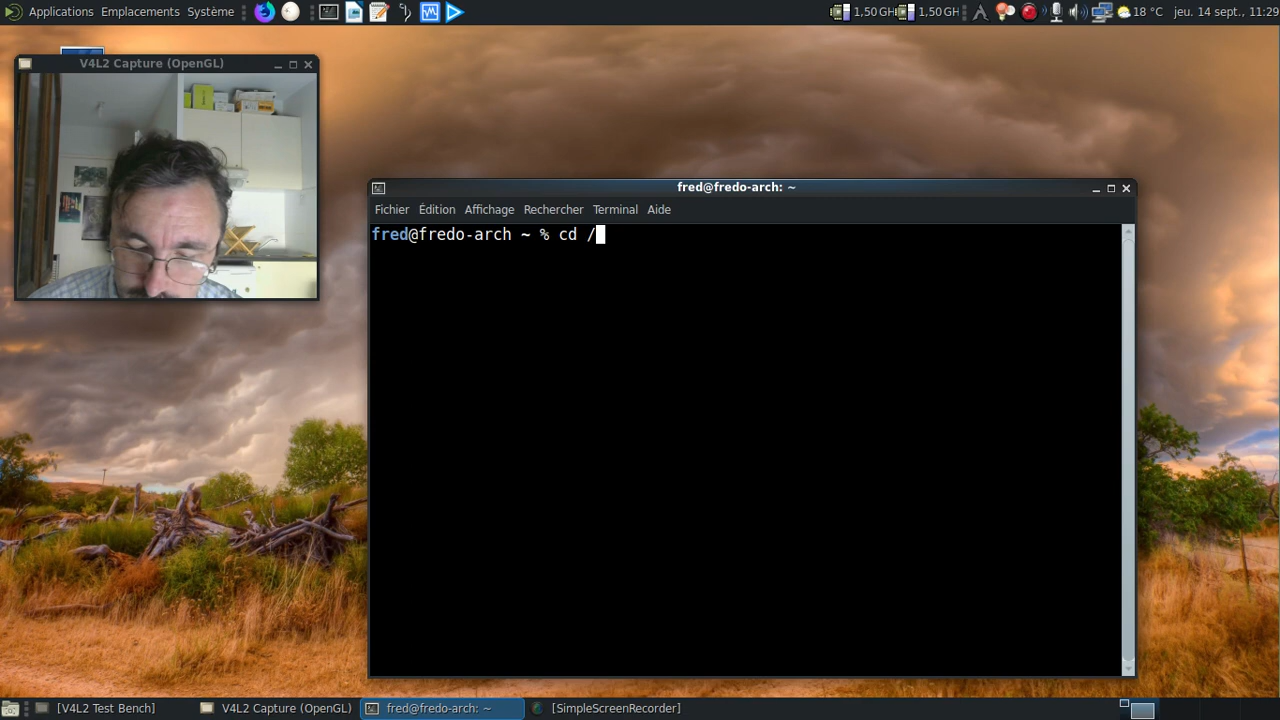 Applications Emplacements Système
1,50 GH 1,50 GH 18 °C jeu. 14 sept., 11:29
V4L2 Capture (OpenGL)
fred@fredo-arch: ~
Fichier Édition Affichage Rechercher Terminal Aide
fred@fredo-arch ~ % cd /
[V4L2 Test Bench] V4L2 Capture (OpenGL) fred@fredo-arch: ~ [SimpleScreenRecorder]